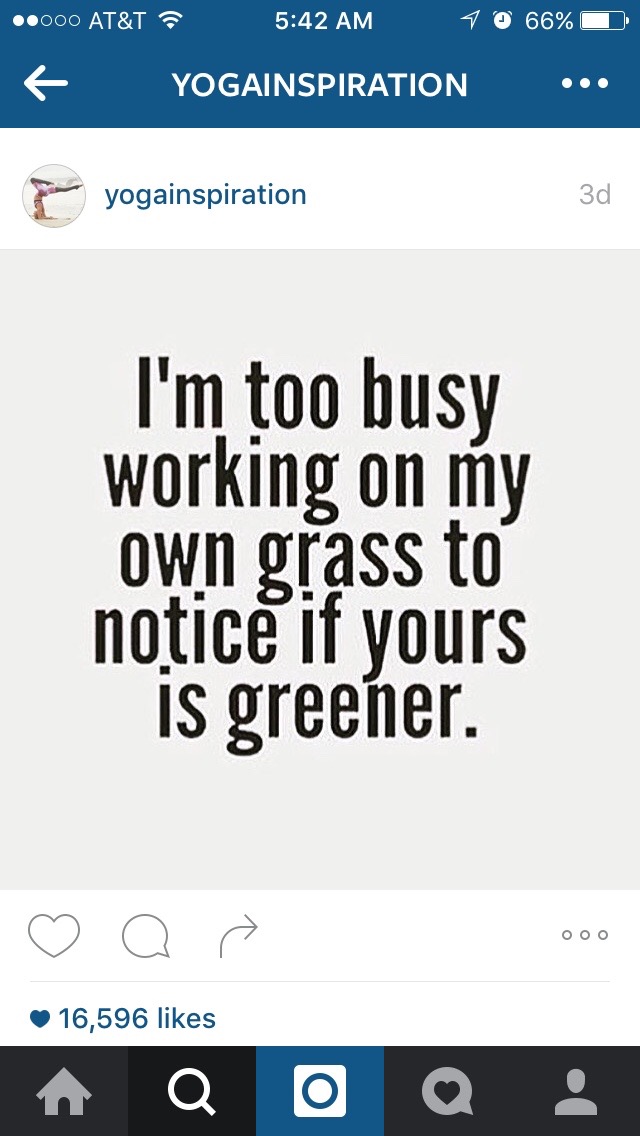 AT&T 5:42 AM 66%
YOGAINSPIRATION
yogainspiration 3d
I'm too busy
working on my
own grass to
notice if yours
is greener.
16,596 likes